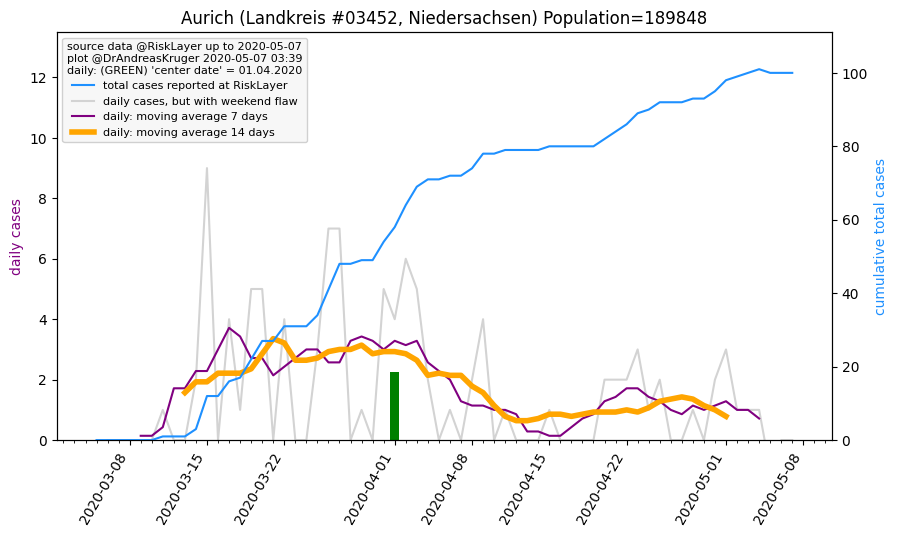 Aurich (Landkreis #03452, Niedersachsen) Population=189848
source data @RiskLayer up to 2020-05-07
plot @DrAndreasKruger 2020-05-07 03:39
daily: (GREEN) 'center date' = 01.04.2020
total cases reported at RiskLayer
daily cases, but with weekend flaw
daily: moving average 7 days
daily: moving average 14 days
daily cases
0
2
4
6
8
10
12
cumulative total cases
0
20
40
60
80
100
2020-03-08
2020-03-15
2020-03-22
2020-04-01
2020-04-08
2020-04-15
2020-04-22
2020-05-01
2020-05-08